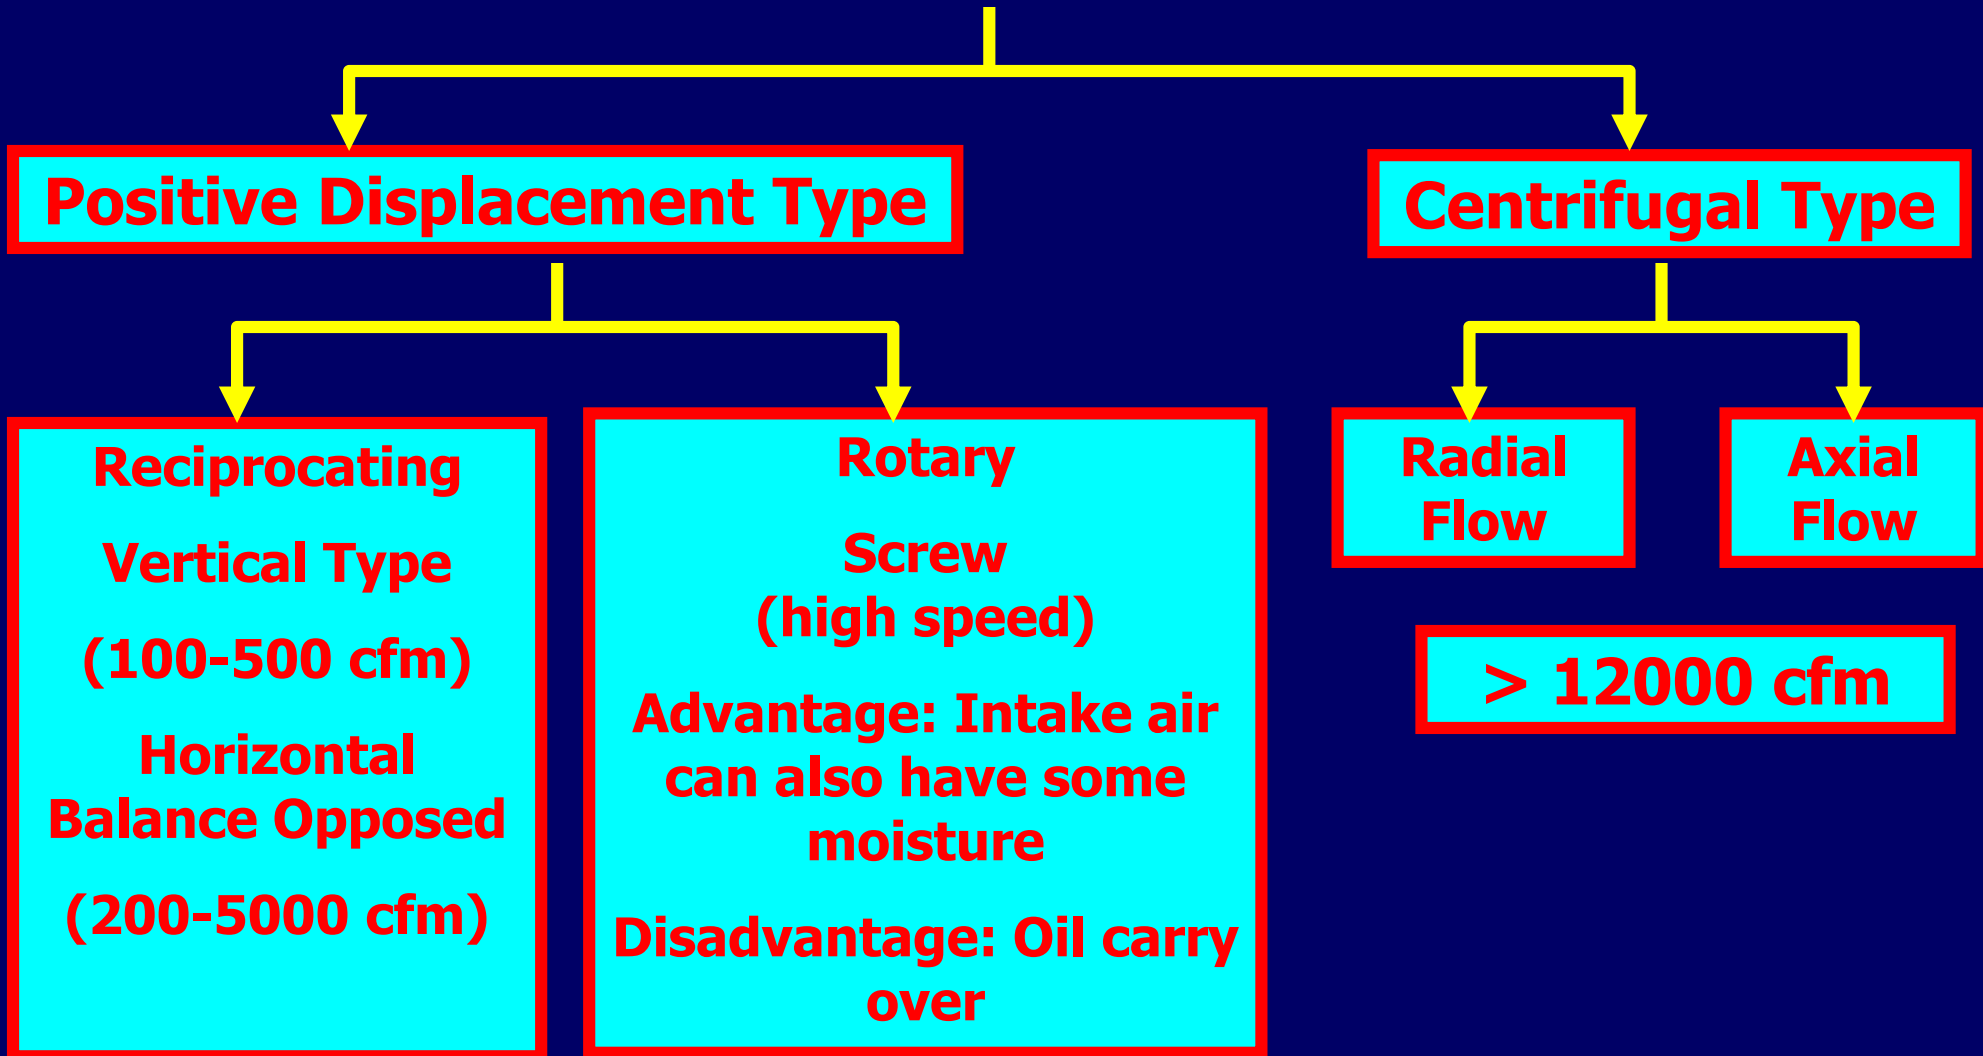 Positive Displacement Type
Centrifugal Type
Reciprocating
Vertical Type
(100-500 cfm)
Horizontal
Balance Opposed
(200-5000 cfm)
Rotary
Screw
(high speed)
Advantage: Intake air
can also have some
moisture
Disadvantage: Oil carry
over
Radial
Flow
Axial
Flow
> 12000 cfm